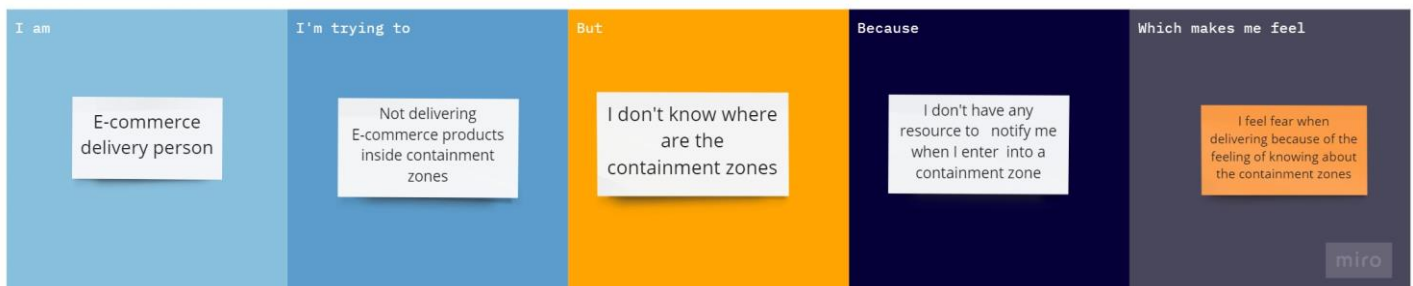 I am
E-commerce
delivery person
I'm trying to
Not delivering
E-commerce products
inside containment
zones
But
I don't know where
are the
containment zones
Because
I don't have any
resource to notify me
when I enter into a
containment zone
Which makes me feel
I feel fear when
delivering because of the
feeling of knowing about
the containment zones
miro